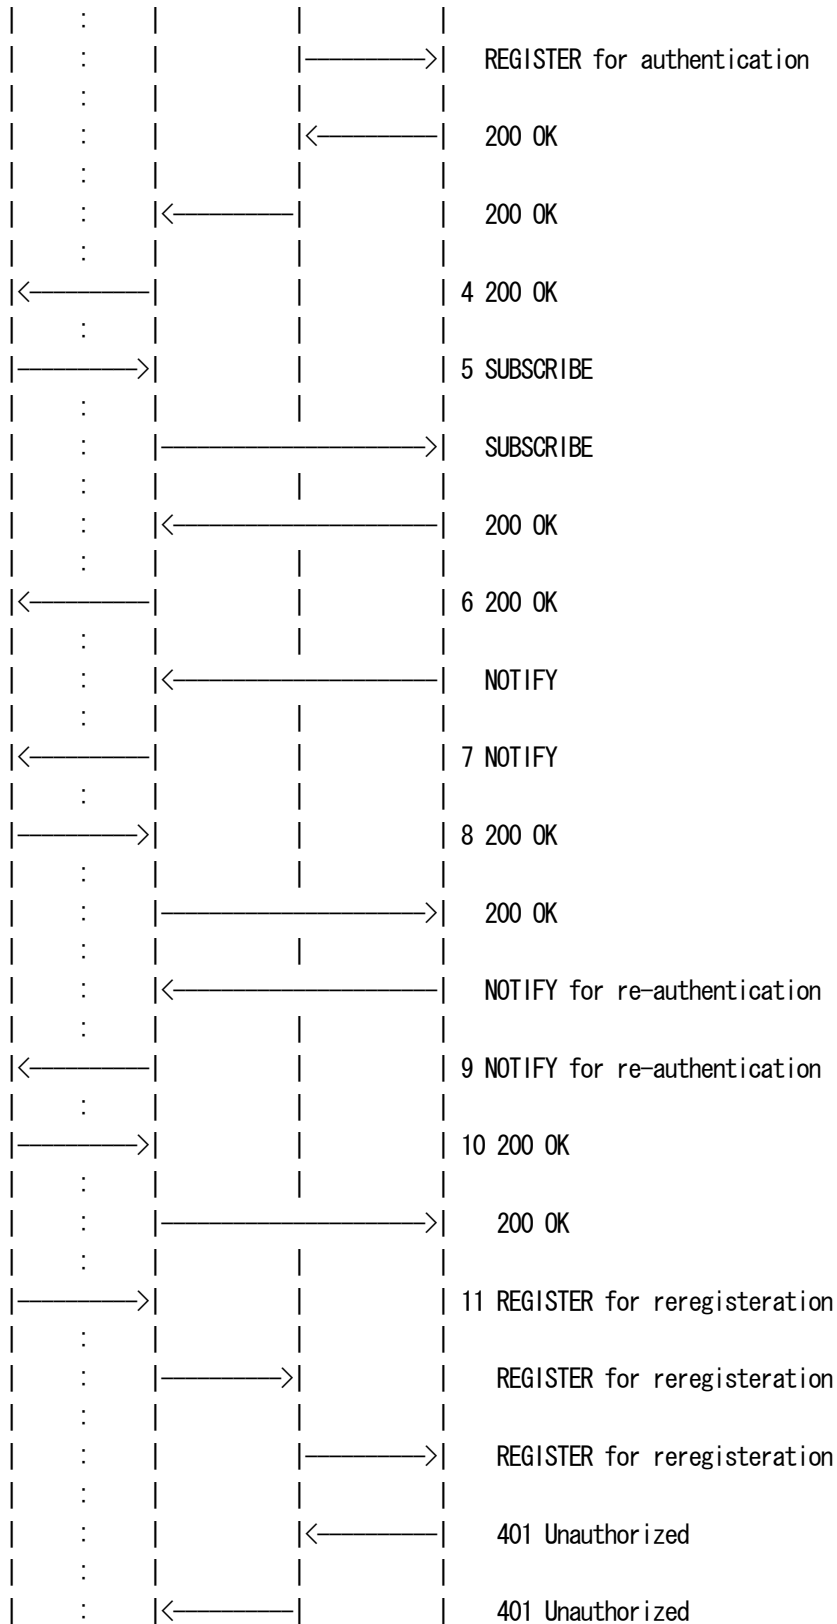 REGISTER for authentication
200 OK
200 OK
4 200 OK
5 SUBSCRIBE
SUBSCRIBE
200 OK
6 200 OK
NOTIFY
7 NOTIFY
8 200 OK
200 OK
NOTIFY for re-authentication
9 NOTIFY for re-authentication
10 200 OK
200 OK
11 REGISTER for reregisteration
REGISTER for reregisteration
REGISTER for reregisteration
401 Unauthorized
401 Unauthorized